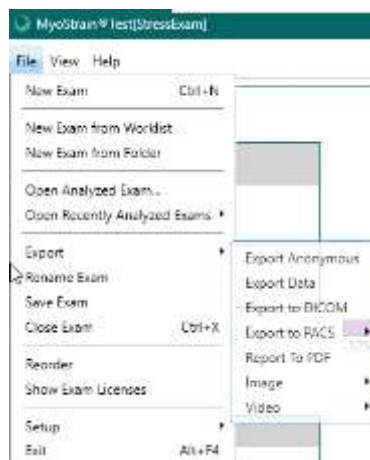 MyoStrain® Test[StressExam]
File View Help
New Exam Ctrl+N
New Exam from Worklist
New Exam from Folder
Open Analyzed Exam...
Open Recently Analyzed Exams
Export
Rename Exam
Save Exam
Close Exam Ctrl+X
Reorder
Show Exam Licenses
Setup
Exit Alt+F4
Export Anonymous
Export Data
Export to DICOM
Export to PACS
Report To PDF
Image
Video